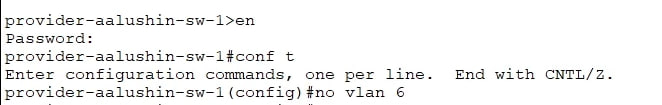 provider-aalushin-sw-1>en
Password:
provider-aalushin-sw-1#conf t
Enter configuration commands, one per line.  End with CNTL/Z.
provider-aalushin-sw-1(config)#no vlan 6